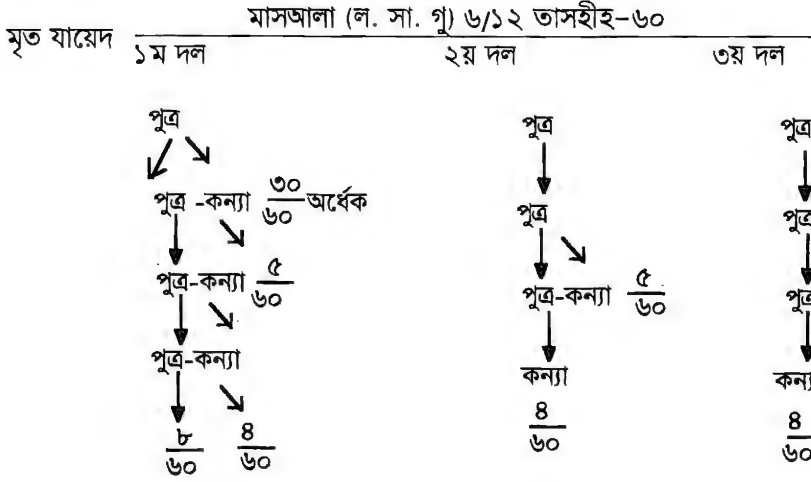 মাসআলা (ল. সা. গু) ৬/১২ তাসহীহ-৬০
মৃত যায়েদ
১ম দল ২য় দল ৩য় দল
পুত্র পুত্র পুত্র
পুত্র -কন্যা ৩০/৬০ অর্ধেক পুত্র পুত্র
পুত্র-কন্যা ৫/৬০ পুত্র-কন্যা ৫/৬০ পুত্র
পুত্র-কন্যা কন্যা
৮/৬০ ৪/৬০ ৪/৬০ ৪/৬০